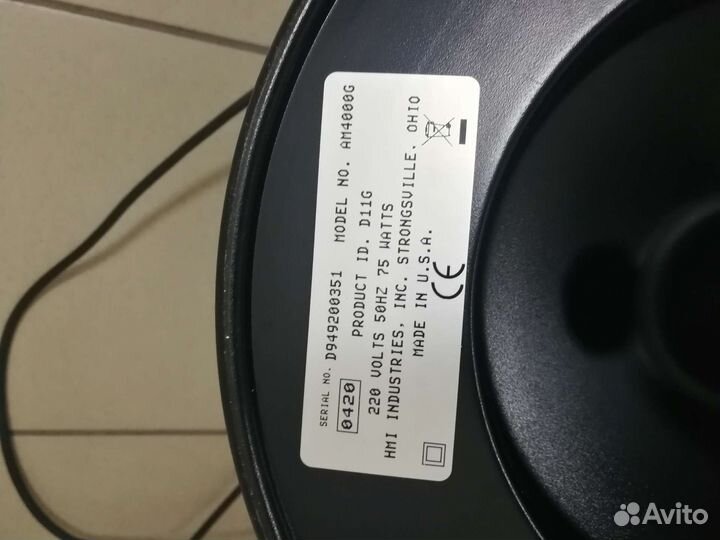 SERIAL NO. D949200351 MODEL NO. AM4000G
0420 PRODUCT ID. D11G
220 VOLTS 50HZ 75 WATTS
HMI INDUSTRIES, INC. STRONGSVILLE, OHIO
MADE IN U.S.A.
CE
Avito